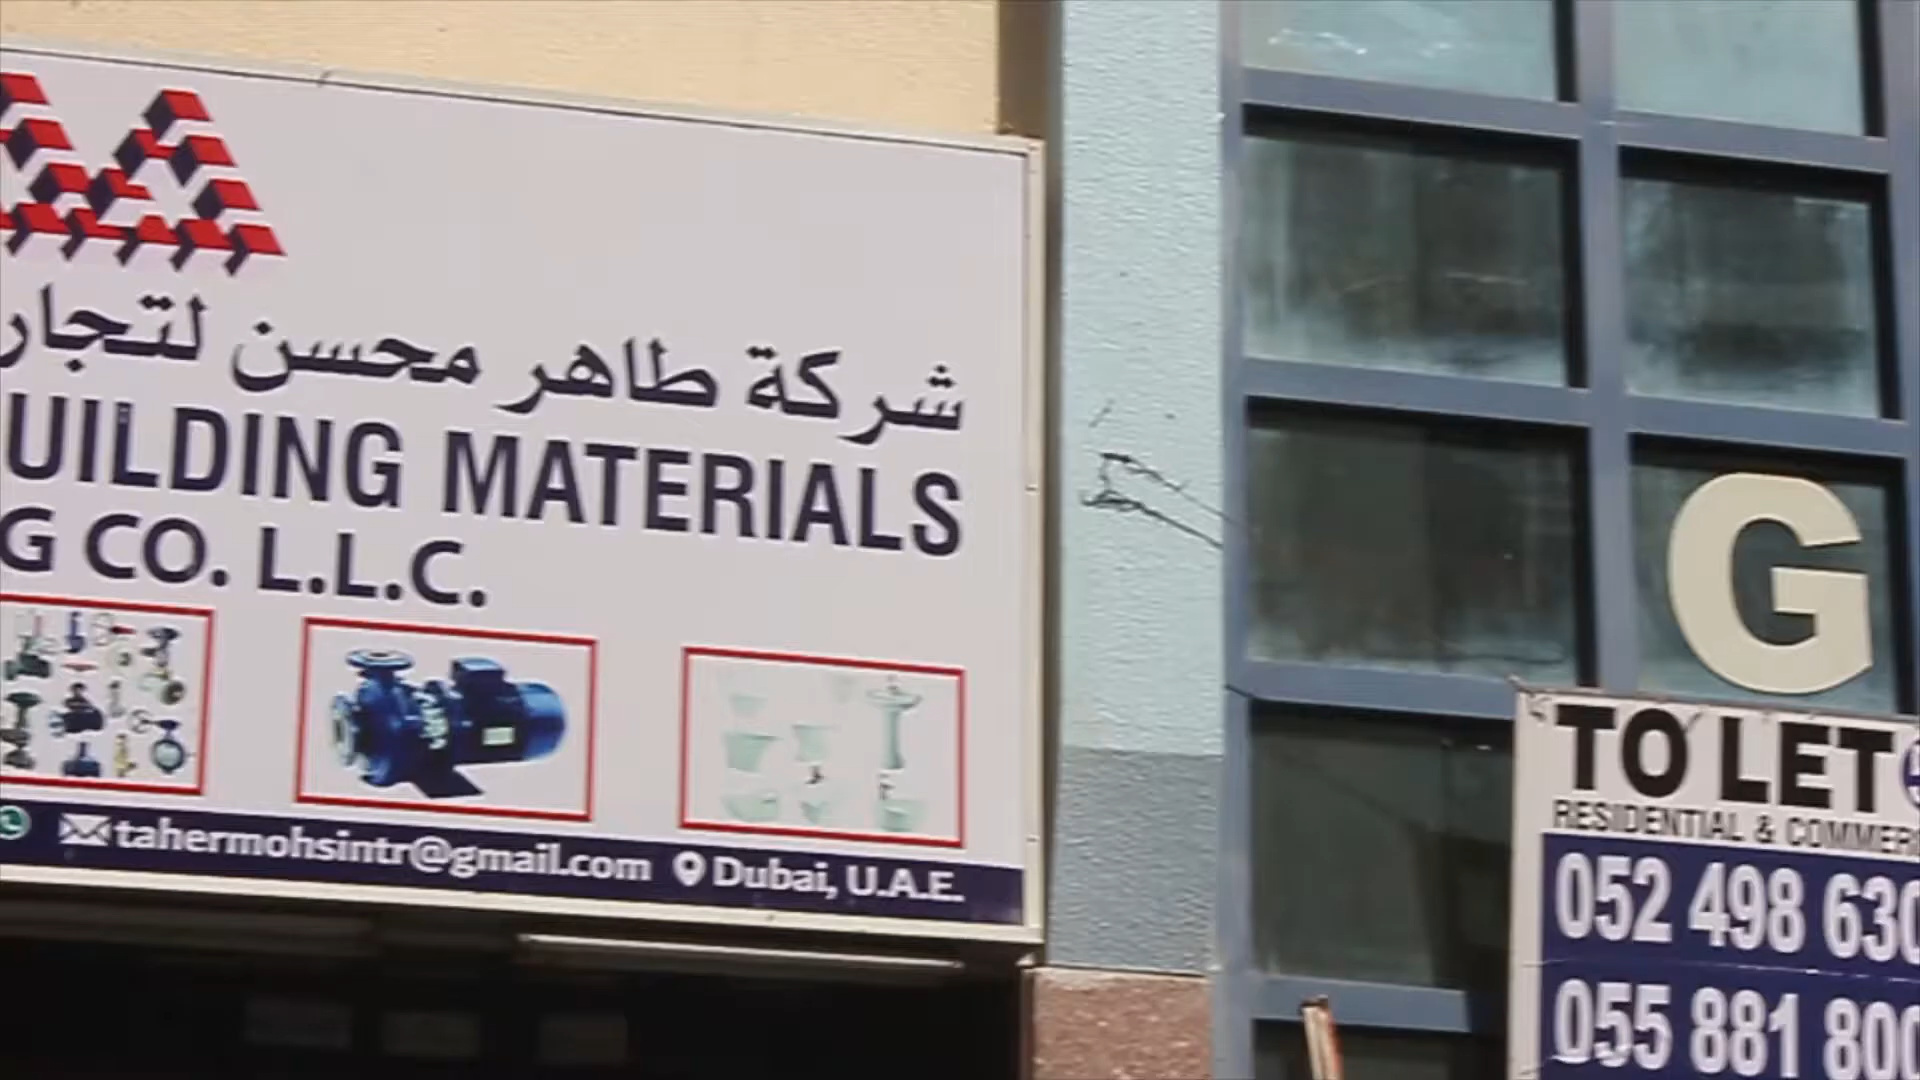 شركة طاهر محسن لتجار
UILDING MATERIALS
G CO. L.L.C.
tahermohsintr@gmail.com Dubai, U.A.E.
G
TO LET
RESIDENTIAL & COMMER
052 498 630
055 881 800